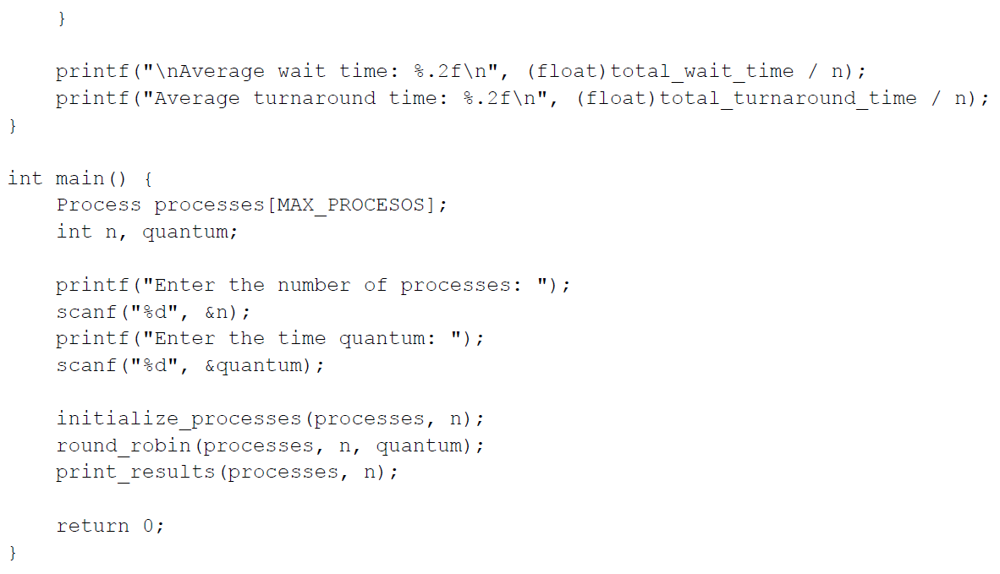 }

    printf("\nAverage wait time: %.2f\n", (float)total_wait_time / n);
    printf("Average turnaround time: %.2f\n", (float)total_turnaround_time / n);
}

int main() {
    Process processes[MAX_PROCESOS];
    int n, quantum;

    printf("Enter the number of processes: ");
    scanf("%d", &n);
    printf("Enter the time quantum: ");
    scanf("%d", &quantum);

    initialize_processes(processes, n);
    round_robin(processes, n, quantum);
    print_results(processes, n);

    return 0;
}